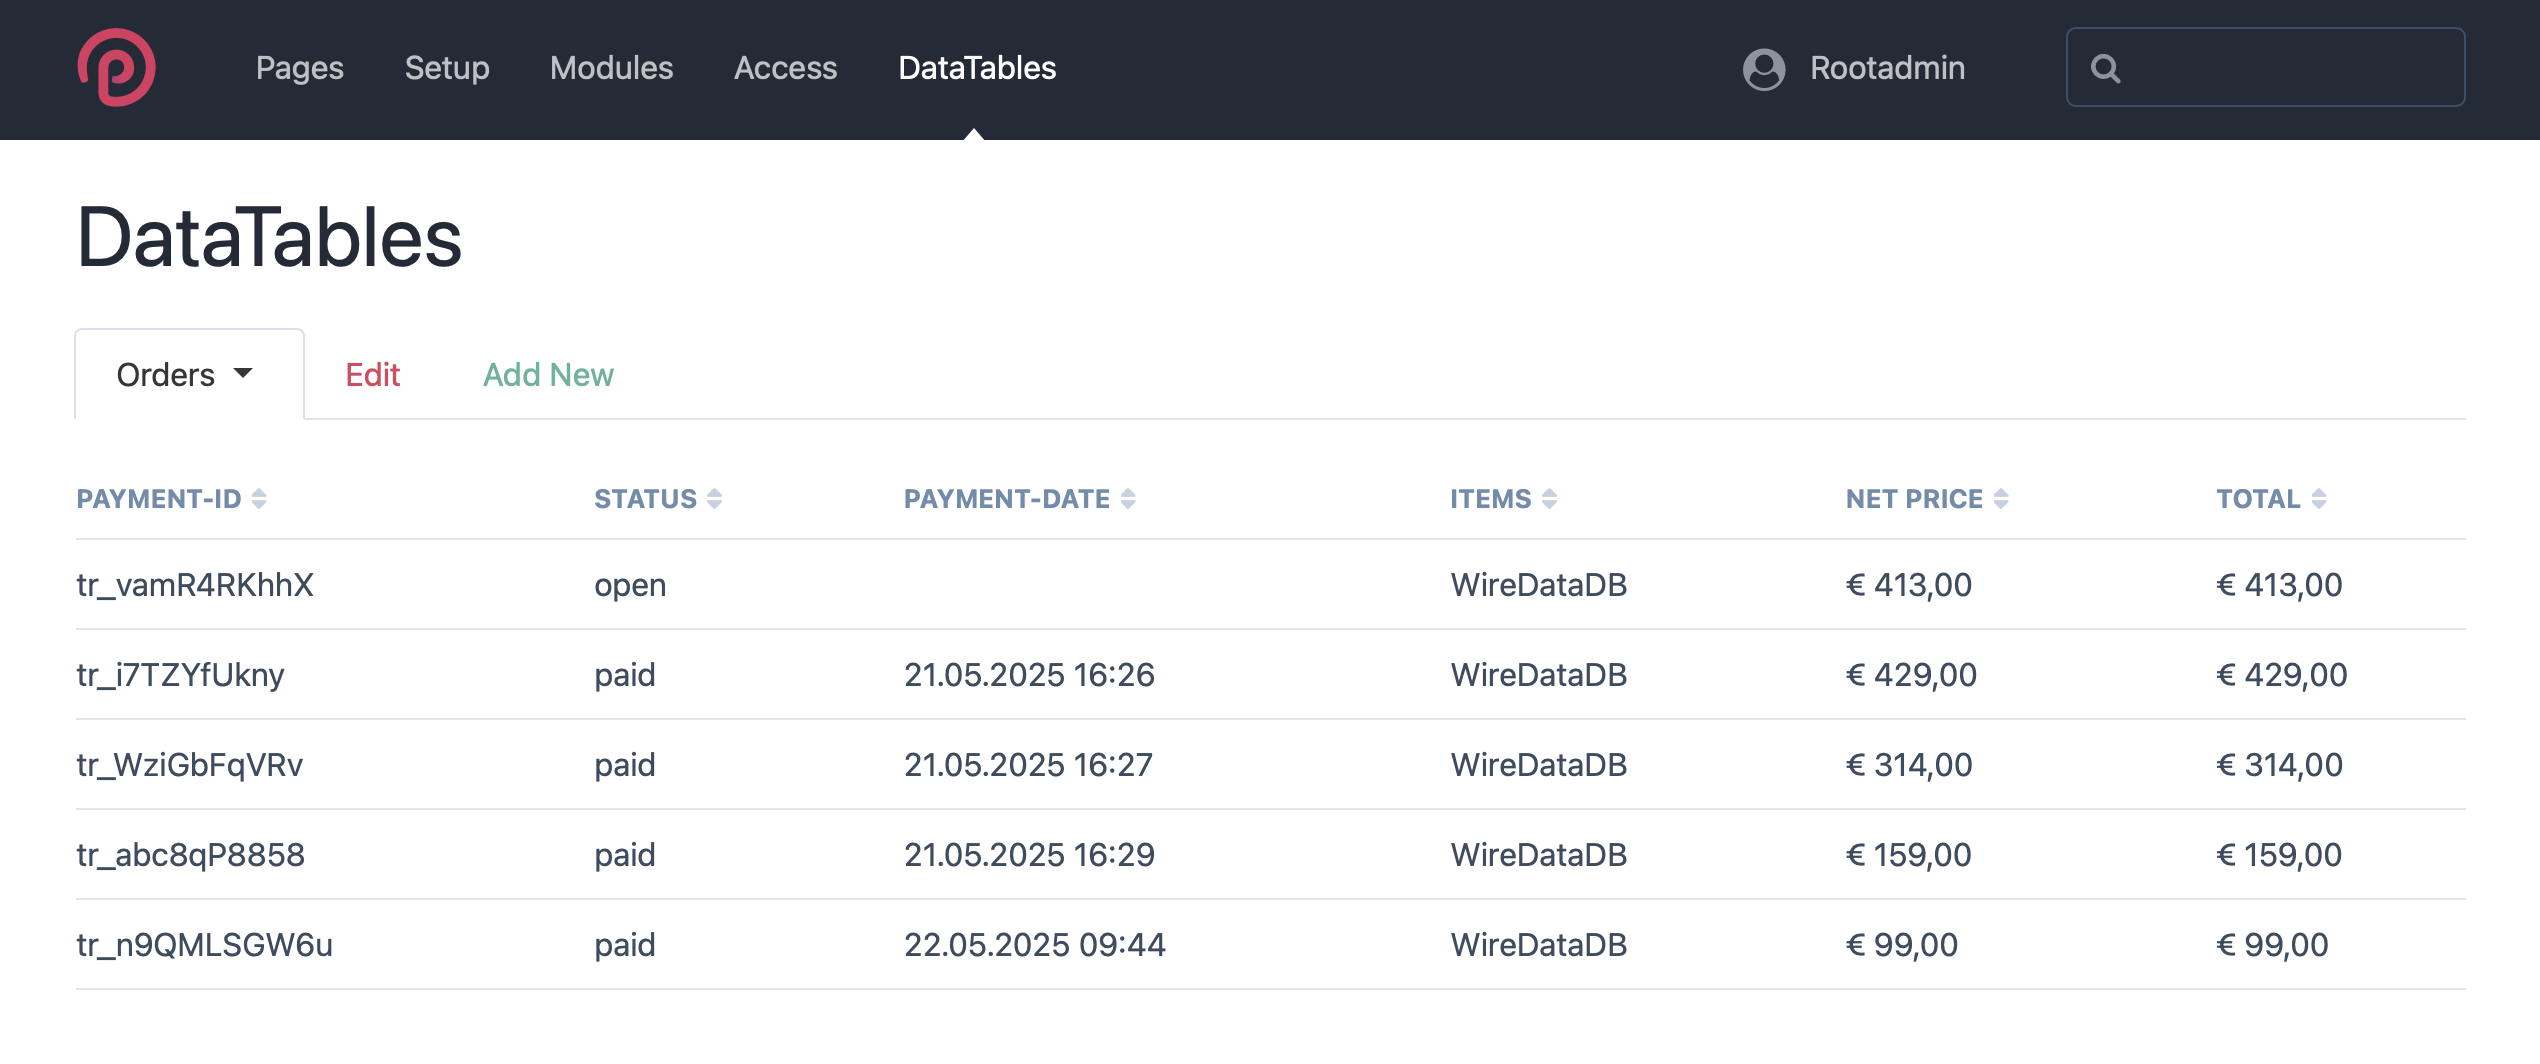 Pages Setup Modules Access DataTables Rootadmin
DataTables
Orders Edit Add New
PAYMENT-ID STATUS PAYMENT-DATE ITEMS NET PRICE TOTAL
tr_vamR4RKhhX open WireDataDB € 413,00 € 413,00
tr_i7TZYfUkny paid 21.05.2025 16:26 WireDataDB € 429,00 € 429,00
tr_WziGbFqVRv paid 21.05.2025 16:27 WireDataDB € 314,00 € 314,00
tr_abc8qP8858 paid 21.05.2025 16:29 WireDataDB € 159,00 € 159,00
tr_n9QMLSGW6u paid 22.05.2025 09:44 WireDataDB € 99,00 € 99,00